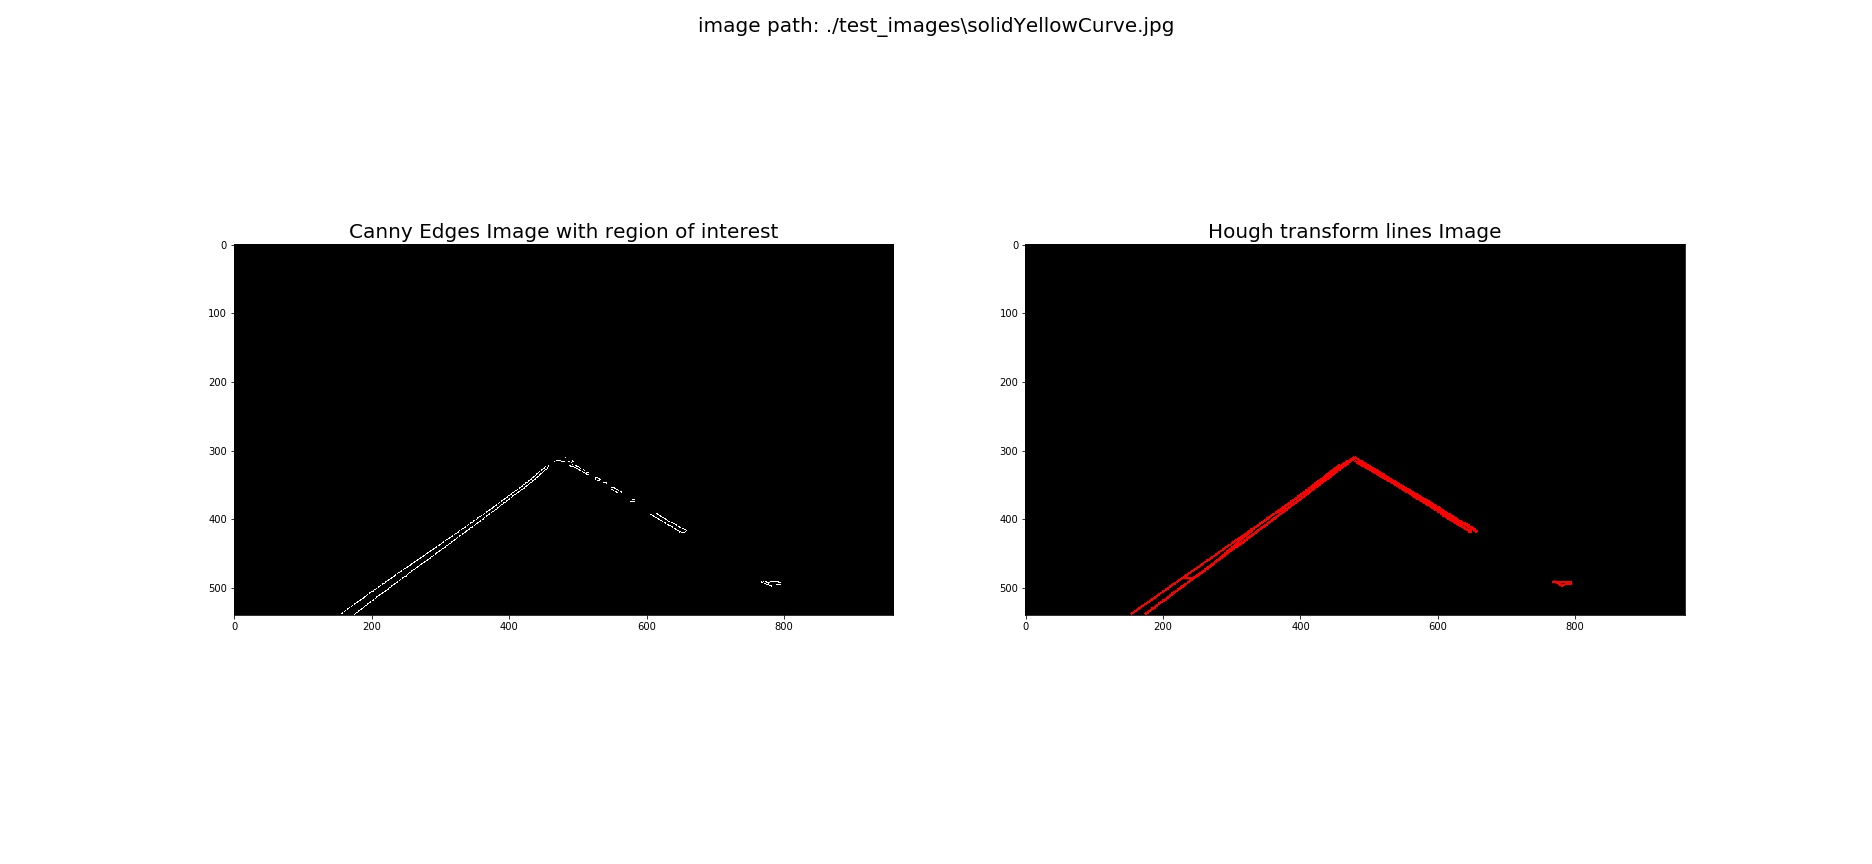 image path: ./test_images\solidYellowCurve.jpg
Canny Edges Image with region of interest
0
100
200
300
400
500
0 200 400 600 800
Hough transform lines Image
0
100
200
300
400
500
0 200 400 600 800